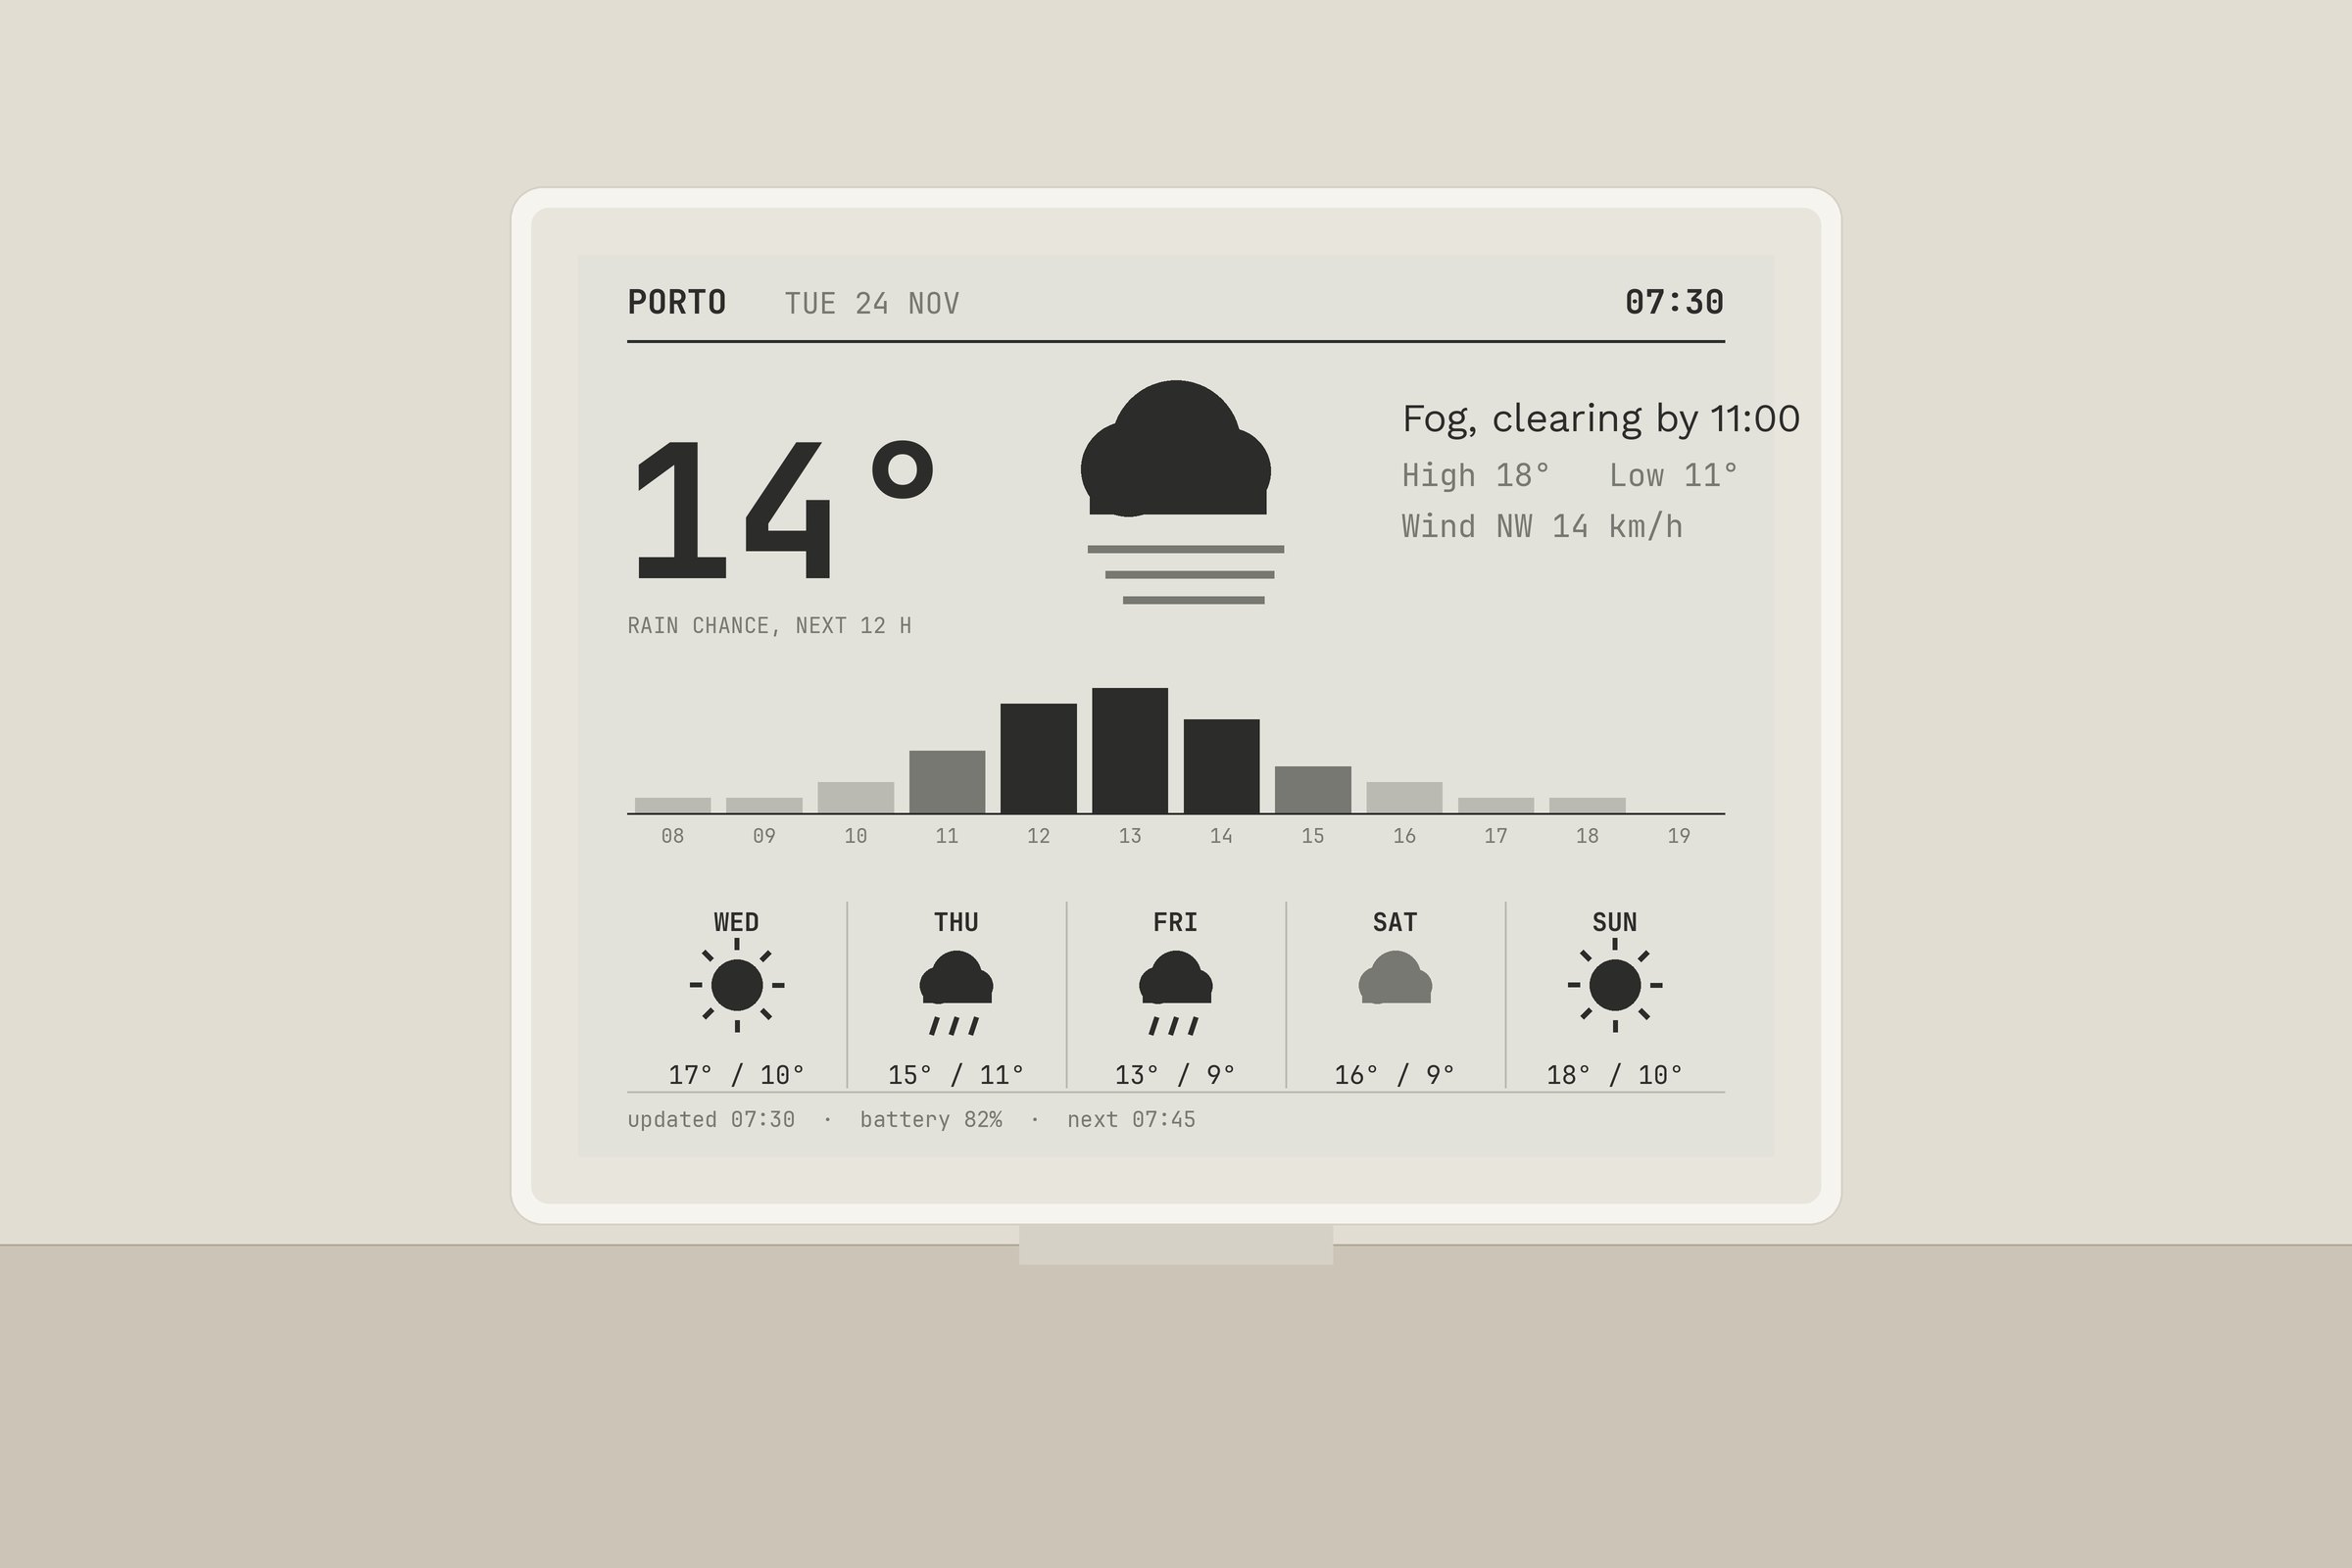 PORTO TUE 24 NOV 07:30
14°
Fog, clearing by 11:00
High 18° Low 11°
Wind NW 14 km/h
RAIN CHANCE, NEXT 12 H
08 09 10 11 12 13 14 15 16 17 18 19
WED THU FRI SAT SUN
17° / 10° 15° / 11° 13° / 9° 16° / 9° 18° / 10°
updated 07:30 · battery 82% · next 07:45